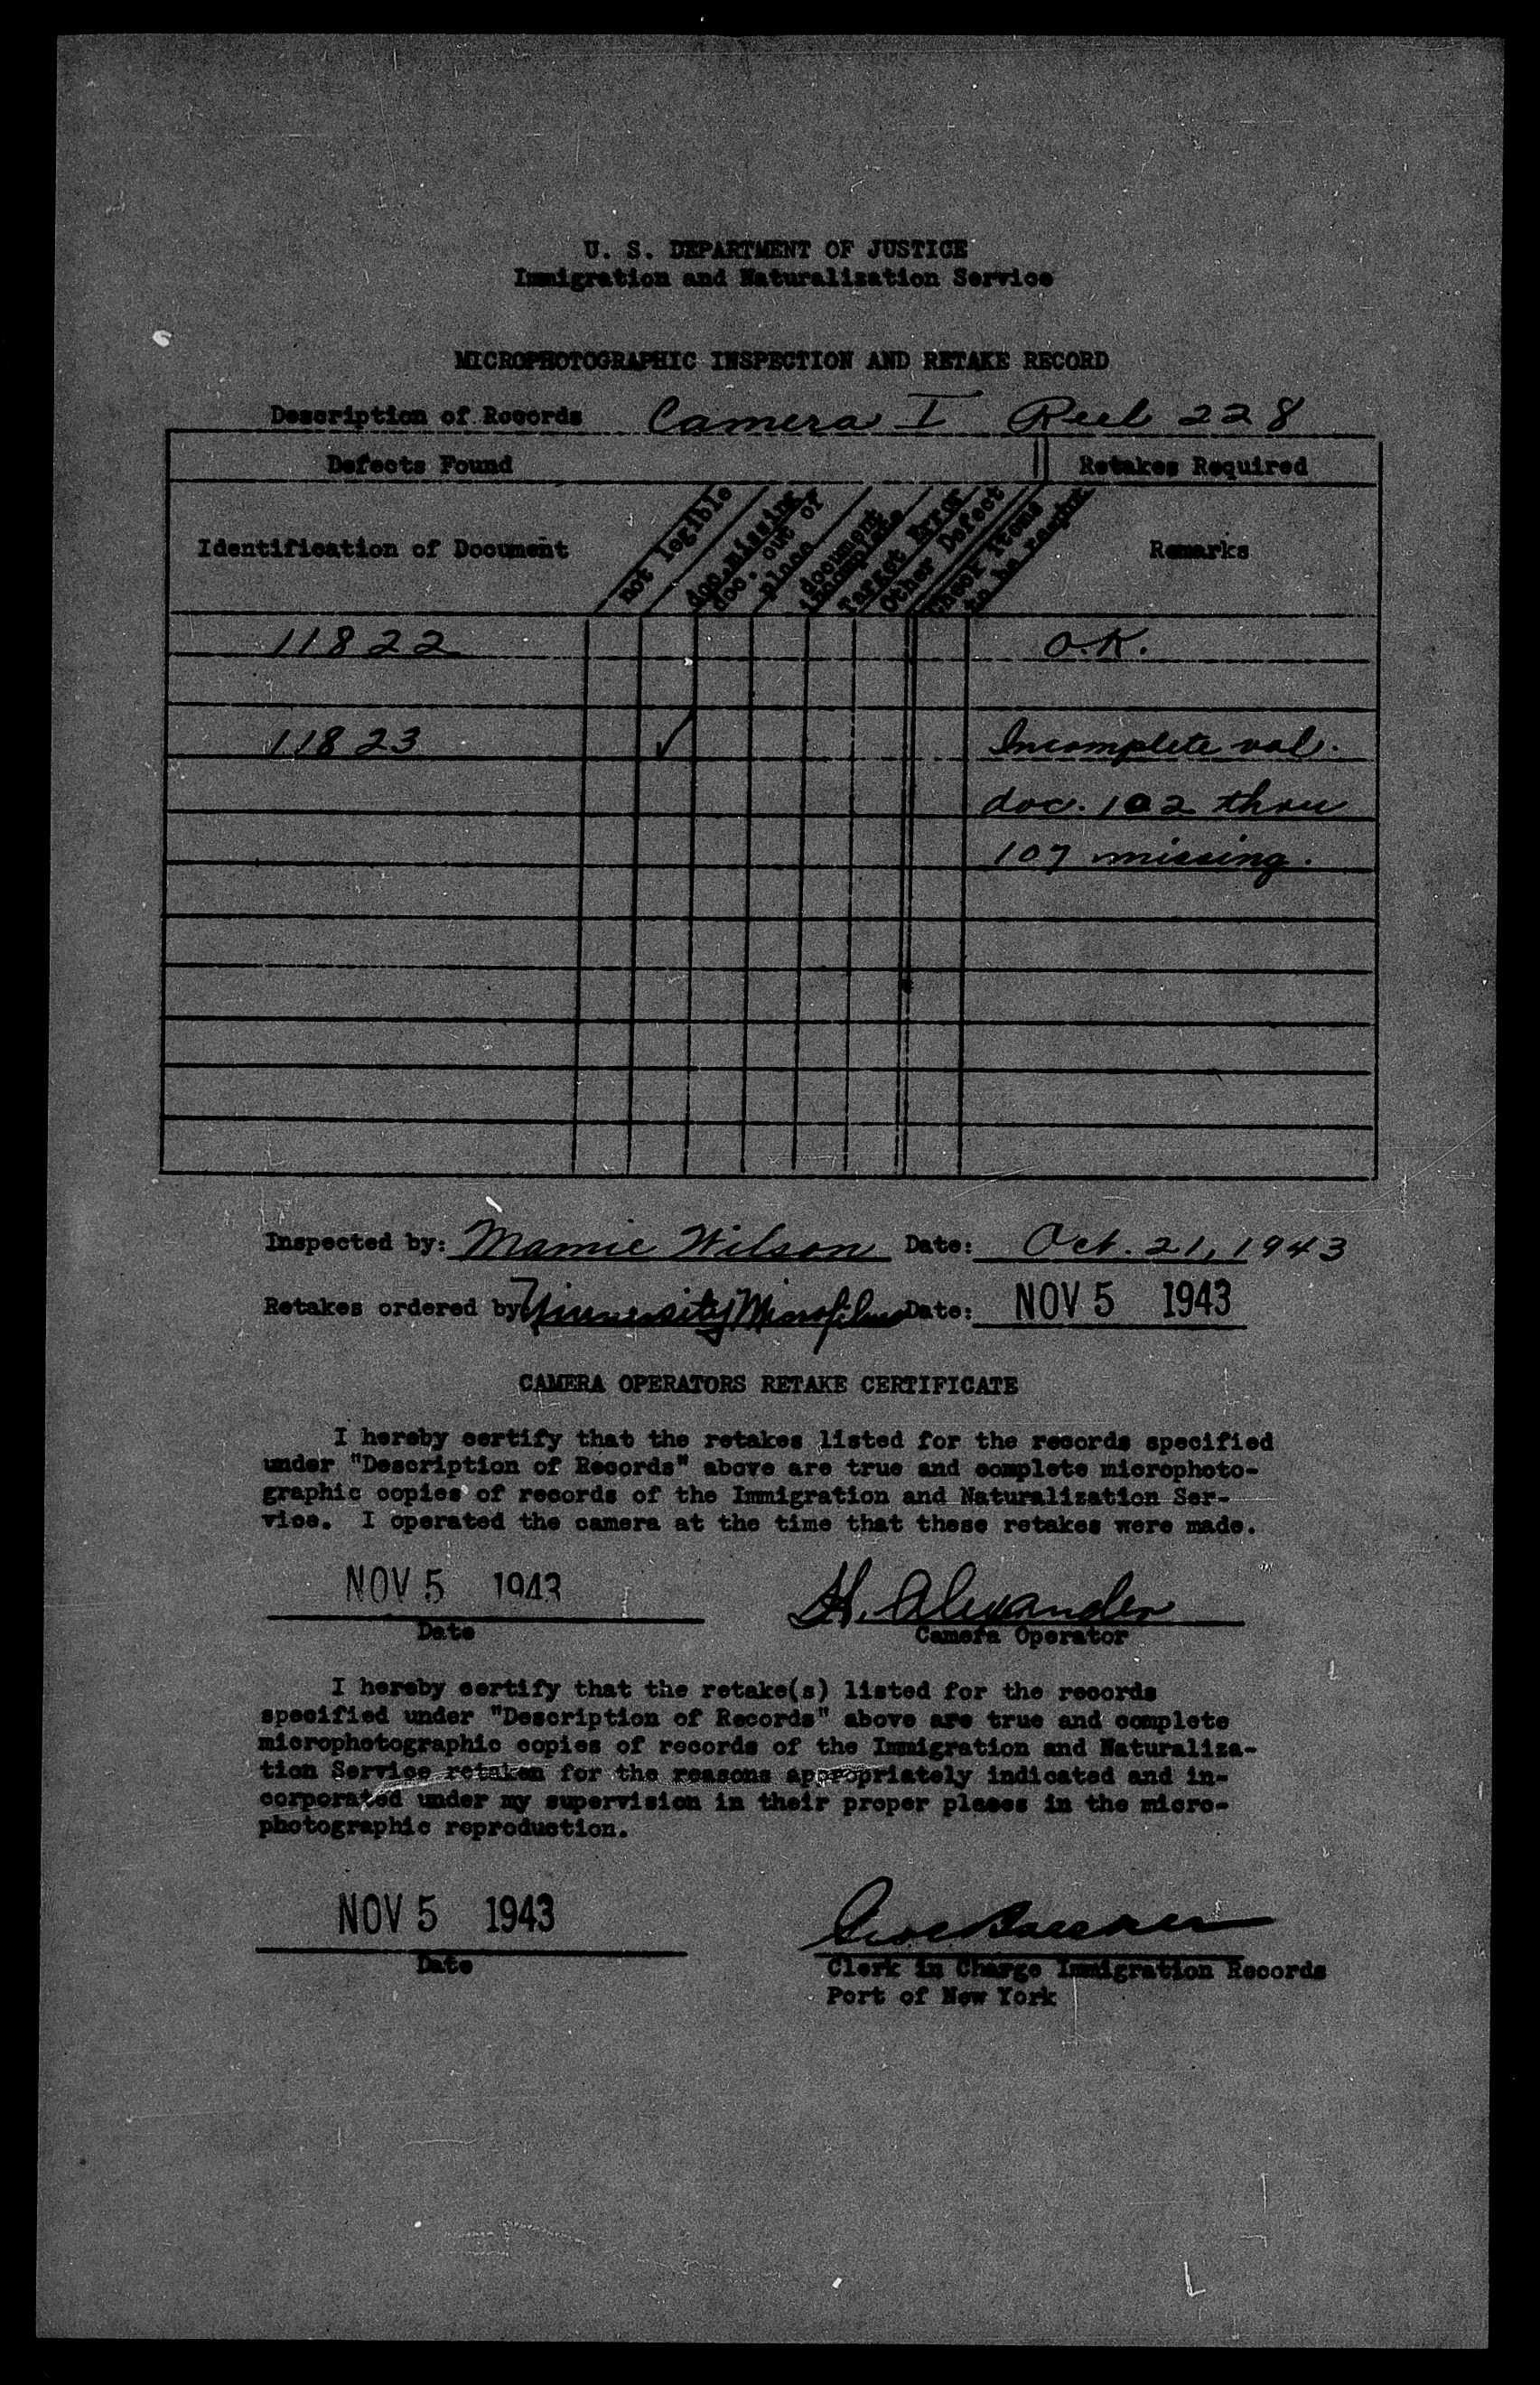 U. S. DEPARTMENT OF JUSTICE
Immigration and Naturalization Service
MICROPHOTOGRAPHIC INSPECTION AND RETAKE RECORD
Description of Records Camera I Reel 228
Defects Found Retakes Required
Identification of Document not legible doc. missing doc. out of place document incomplete Target Error Other Defect Check items to be Remarks
11822 O.K.
11823 ✓ Incomplete vol.
doc. 102 thru
107 missing.
Inspected by: Mamie Wilson Date: Oct. 21, 1943
Retakes ordered by University Microfilms Date: NOV 5 1943
CAMERA OPERATORS RETAKE CERTIFICATE
I hereby certify that the retakes listed for the records specified
under "Description of Records" above are true and complete microphoto-
graphic copies of records of the Immigration and Naturalization Ser-
vice. I operated the camera at the time that these retakes were made.
NOV 5 1943 H. Alexander
Date Camera Operator
I hereby certify that the retake(s) listed for the records
specified under "Description of Records" above are true and complete
microphotographic copies of records of the Immigration and Naturaliza-
tion Service retaken for the reasons appropriately indicated and in-
corporated under my supervision in their proper places in the micro-
photographic reproduction.
NOV 5 1943
Date Clerk in Charge Immigration Records
Port of New York